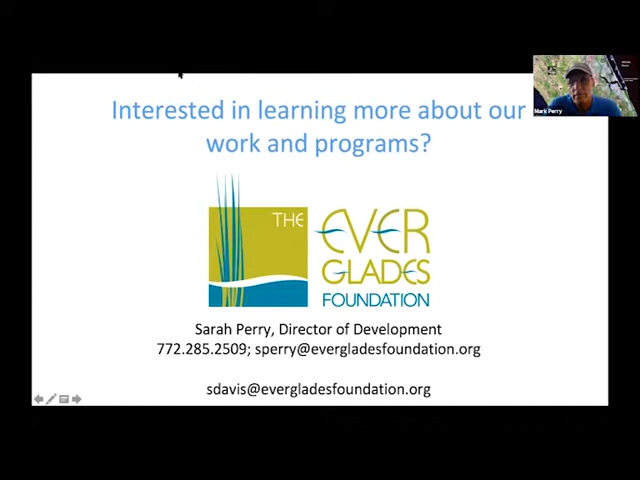 Interested in learning more about our
work and programs?
THE
EVER
GLADES
FOUNDATION
Sarah Perry, Director of Development
772.285.2509; sperry@evergladesfoundation.org
sdavis@evergladesfoundation.org
Mark Perry